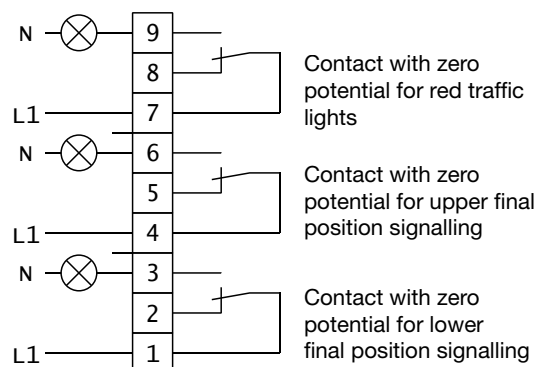 N 9
8
L1 7
Contact with zero
potential for red traffic
lights
N 6
5
L1 4
Contact with zero
potential for upper final
position signalling
N 3
2
L1 1
Contact with zero
potential for lower
final position signalling